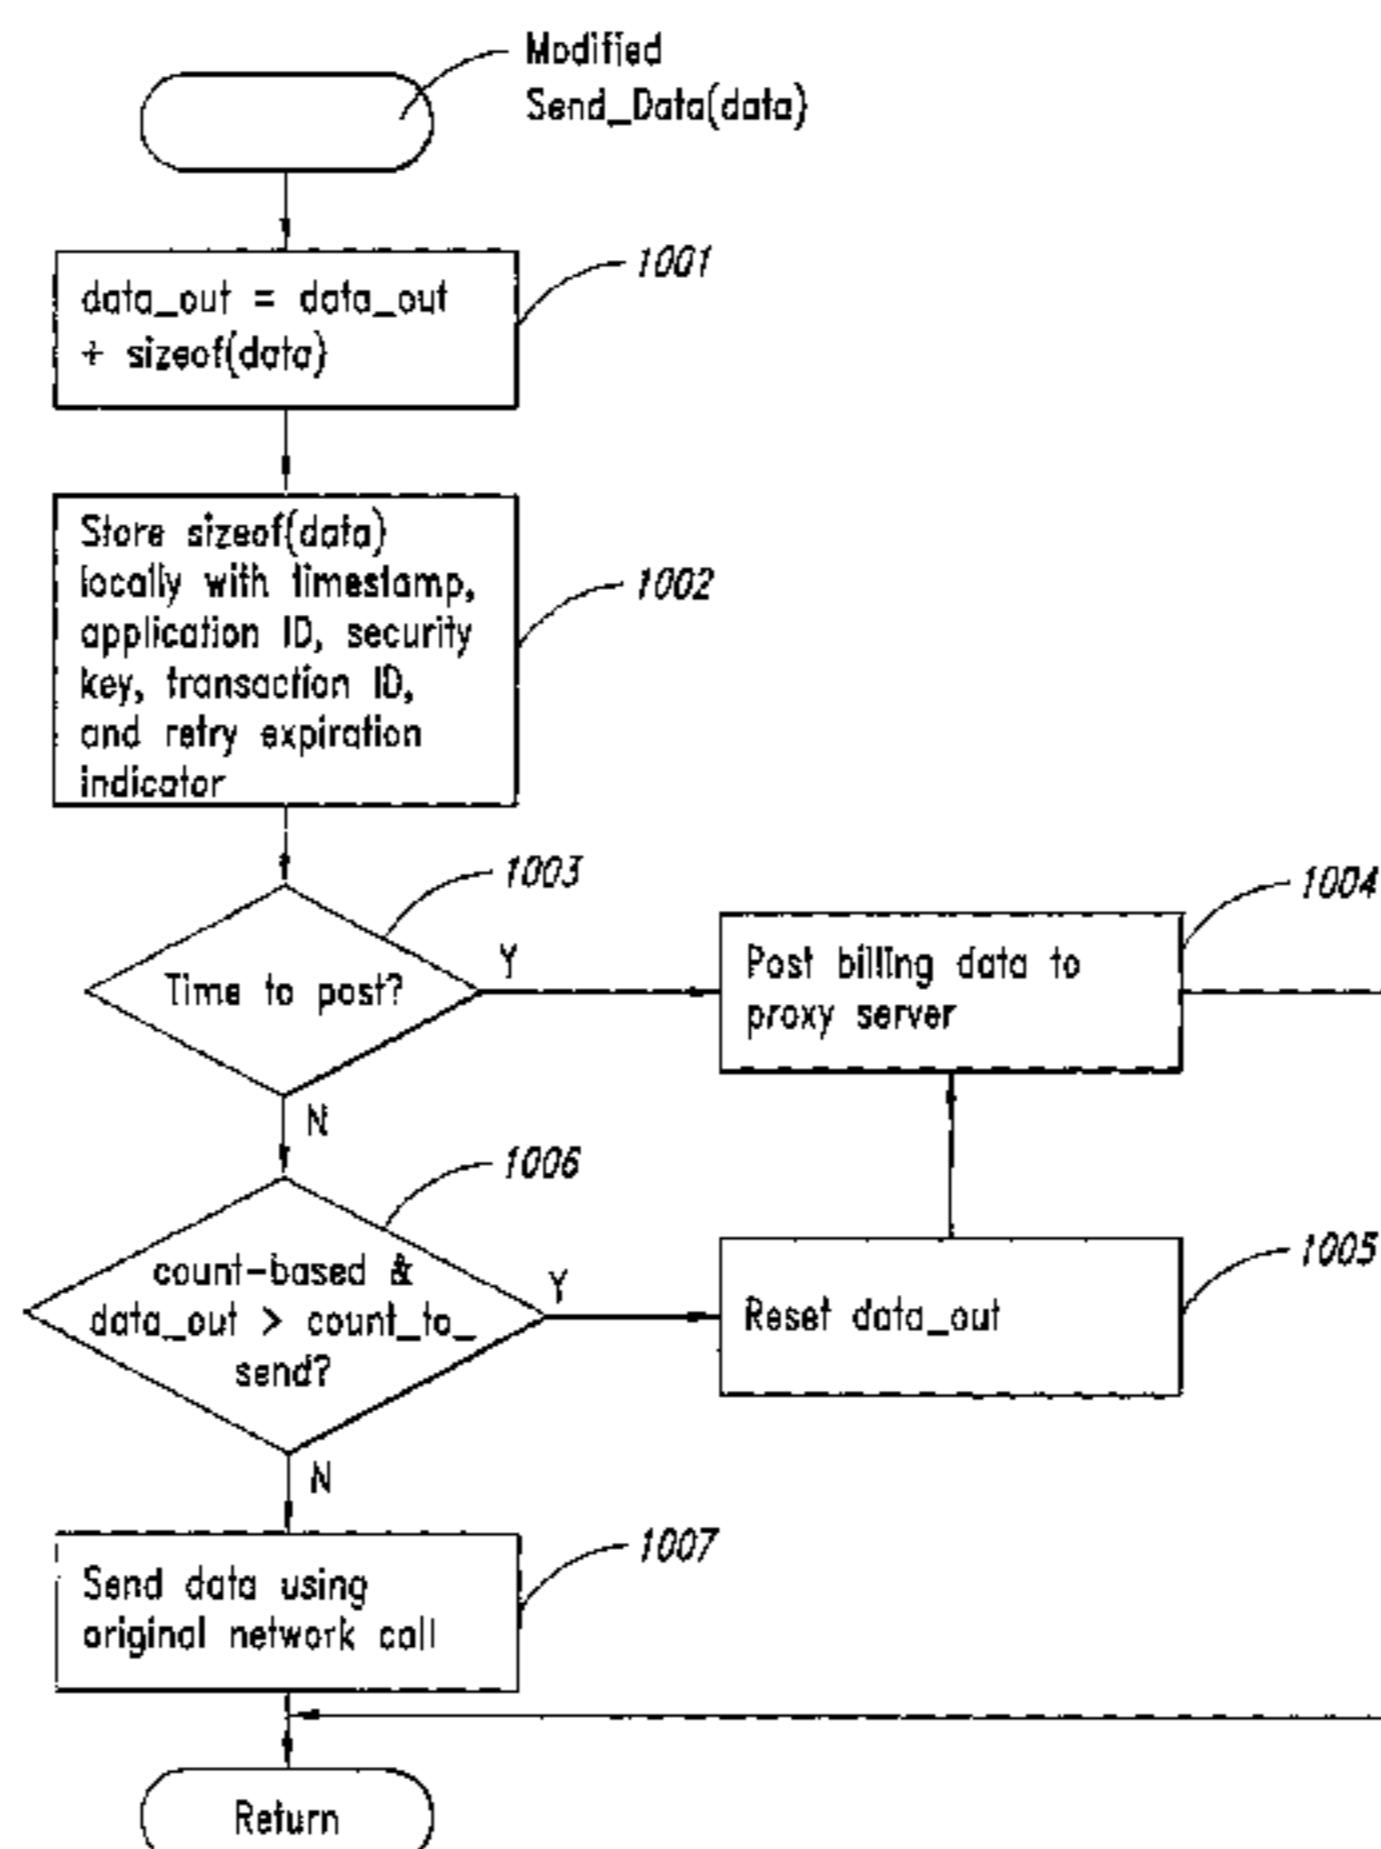 Modified
Send_Data(data)
1001
data_out = data_out
+ sizeof(data)
Store sizeof(data)
locally with timestamp,
application ID, security
key, transaction ID,
and retry expiration
indicator
1002
1003
Time to post?
Y
N
1004
Post billing data to
proxy server
1006
count-based &
data_out > count_to_
send?
Y
N
1005
Reset data_out
1007
Send data using
original network call
Return